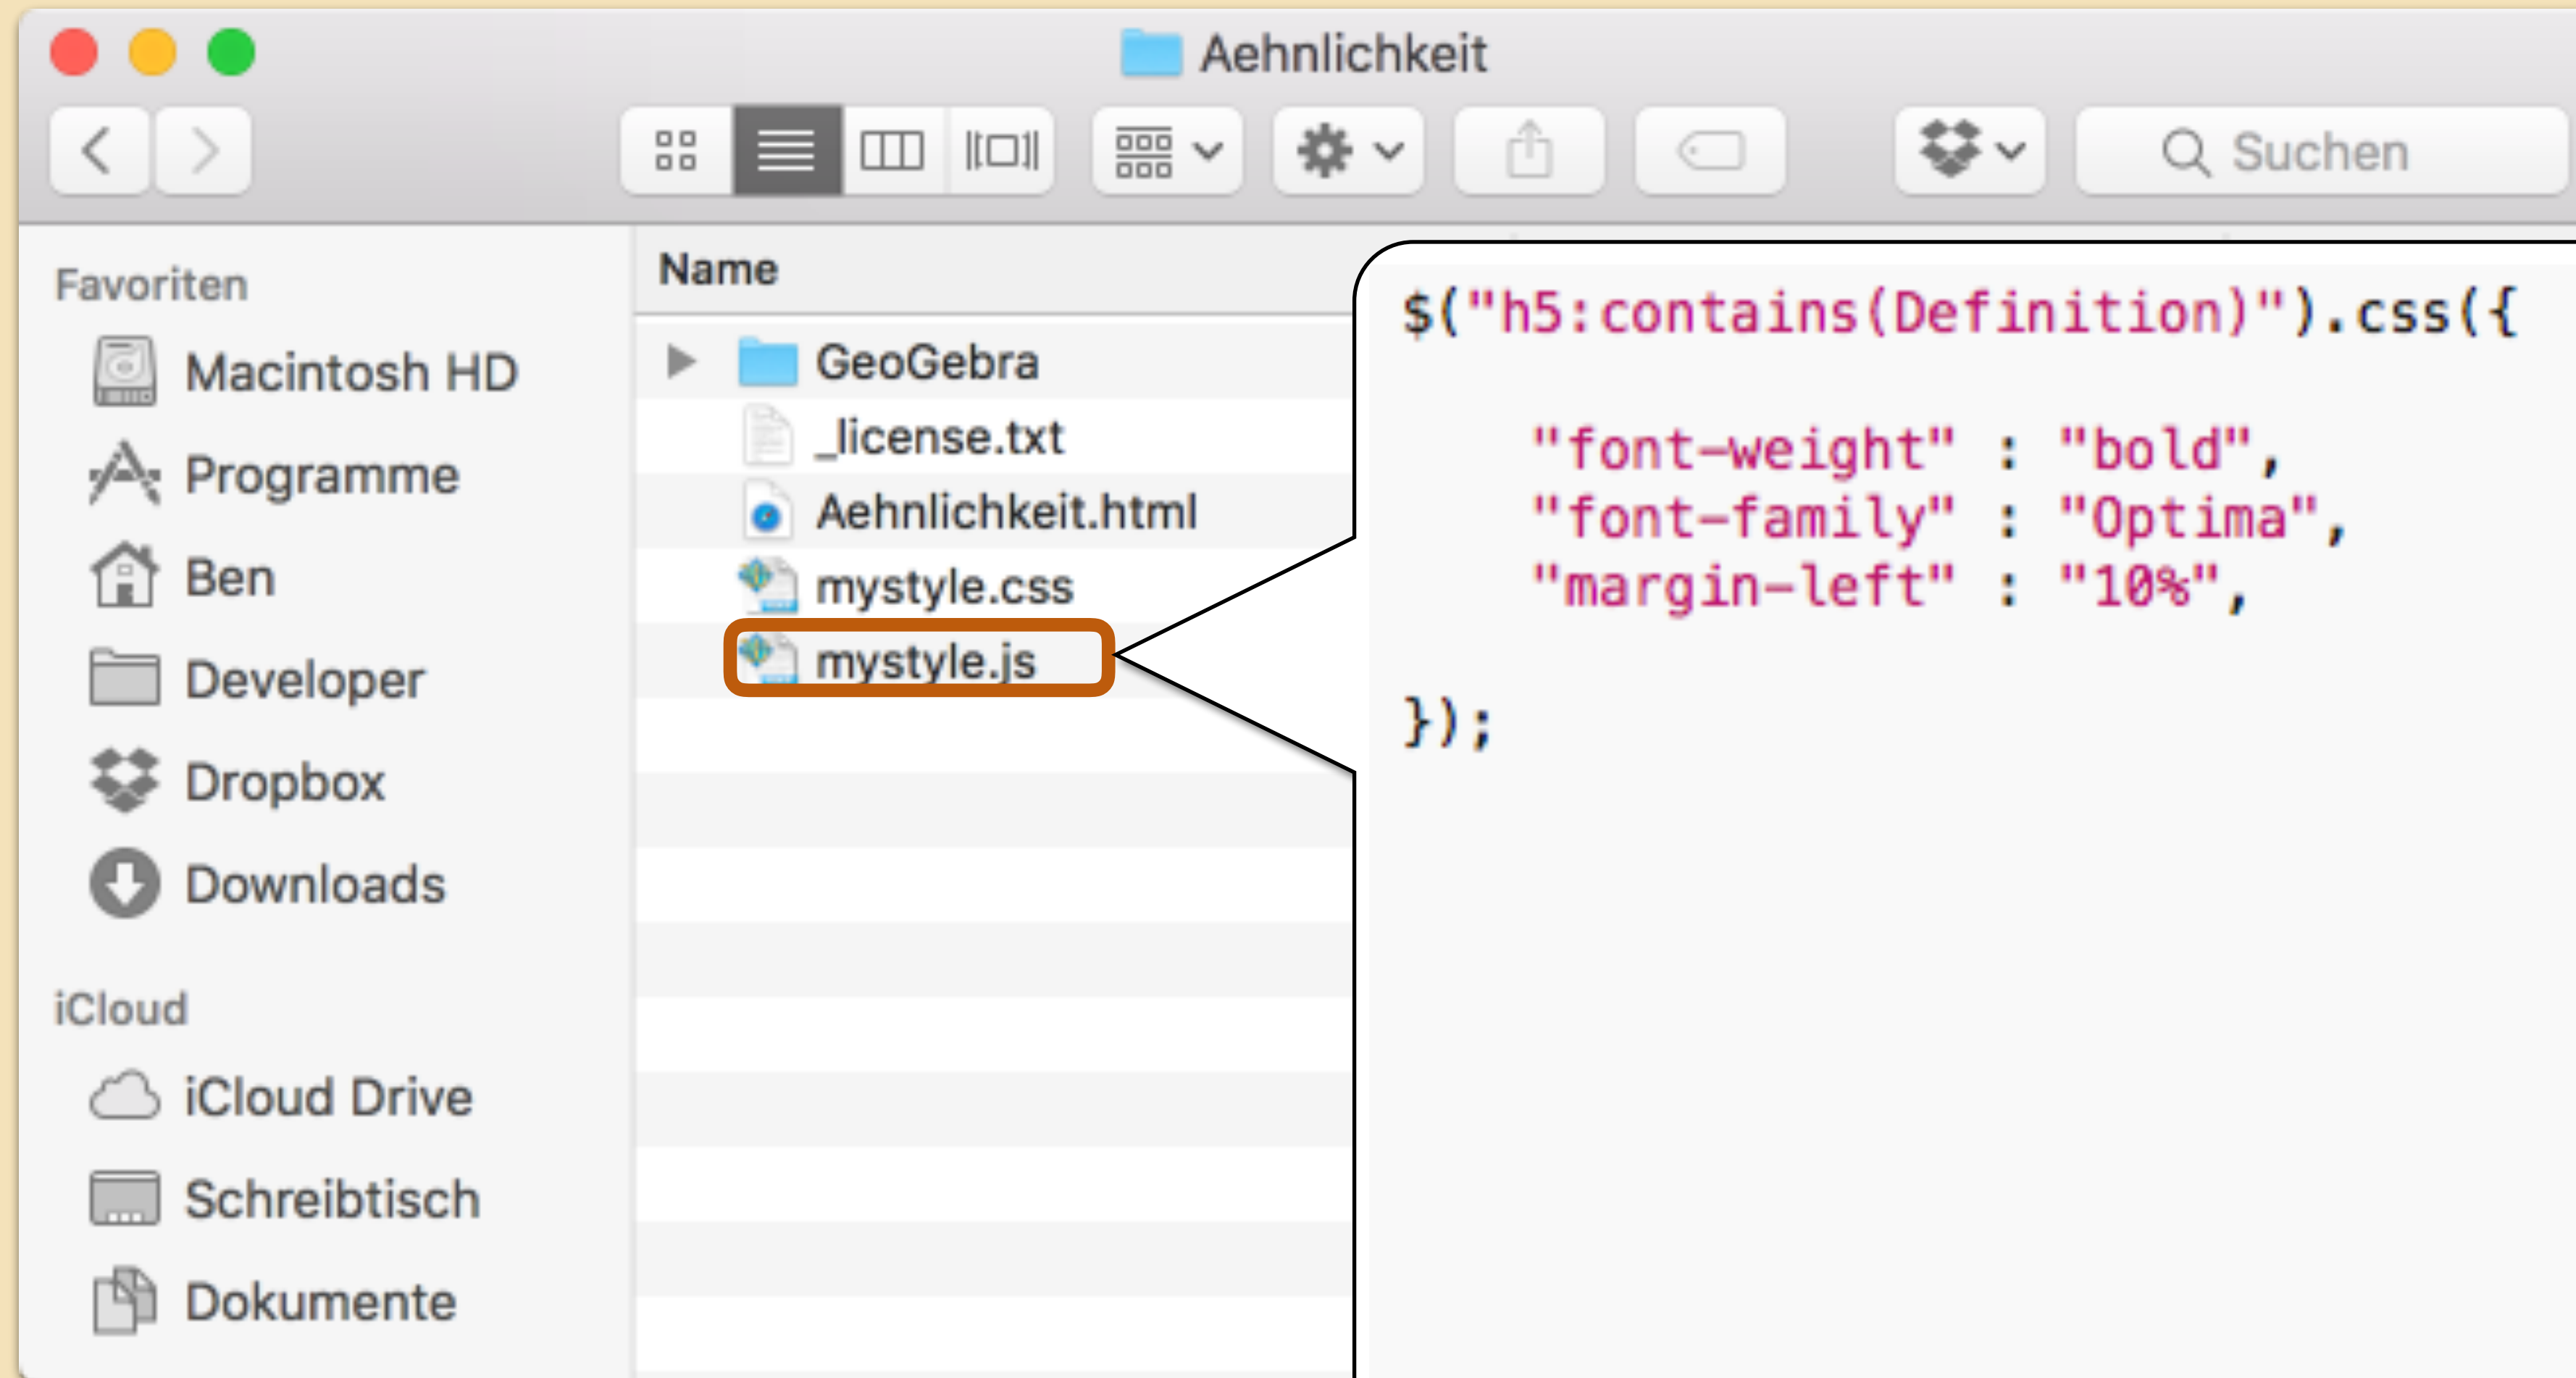 Aehnlichkeit
Suchen
Favoriten
Macintosh HD
Programme
Ben
Developer
Dropbox
Downloads
iCloud
iCloud Drive
Schreibtisch
Dokumente
Name
GeoGebra
_license.txt
Aehnlichkeit.html
mystyle.css
mystyle.js
$("h5:contains(Definition)").css({
"font-weight" : "bold",
"font-family" : "Optima",
"margin-left" : "10%",
});